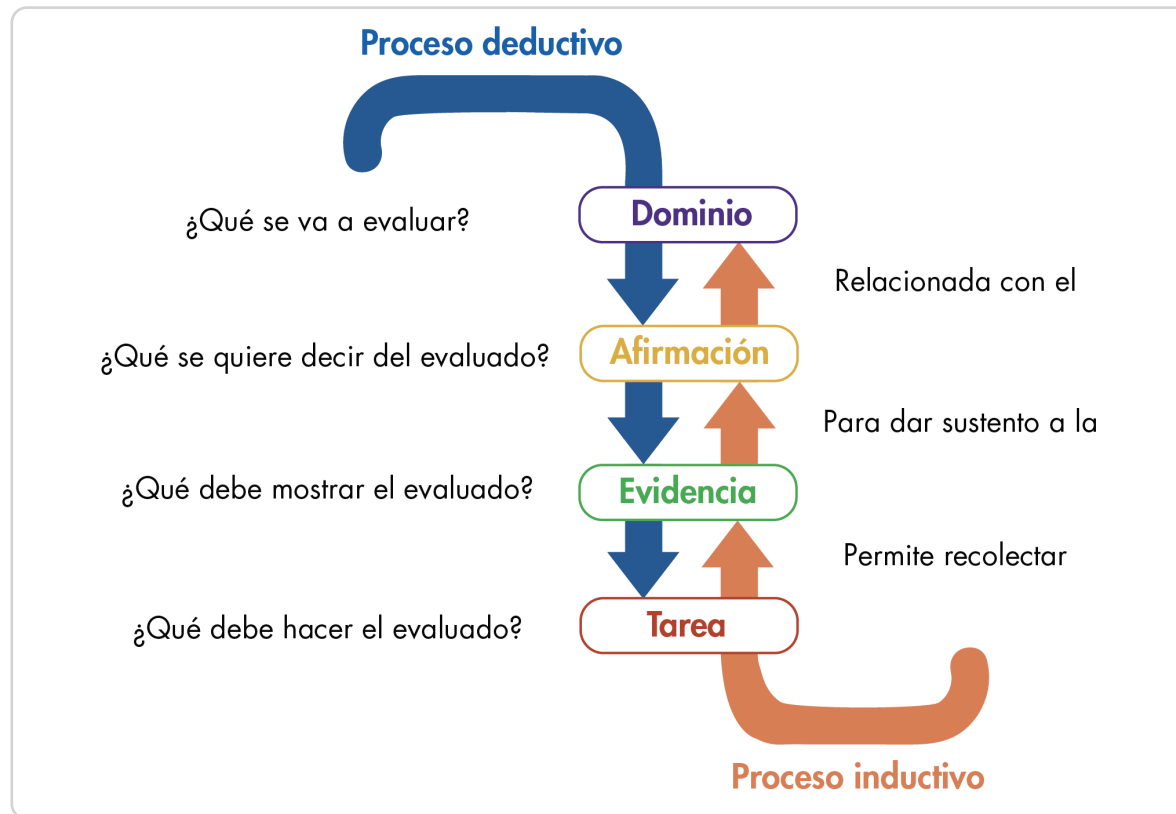 Proceso deductivo
¿Qué se va a evaluar?
Dominio
Relacionada con el
¿Qué se quiere decir del evaluado?
Afirmación
Para dar sustento a la
¿Qué debe mostrar el evaluado?
Evidencia
Permite recolectar
¿Qué debe hacer el evaluado?
Tarea
Proceso inductivo